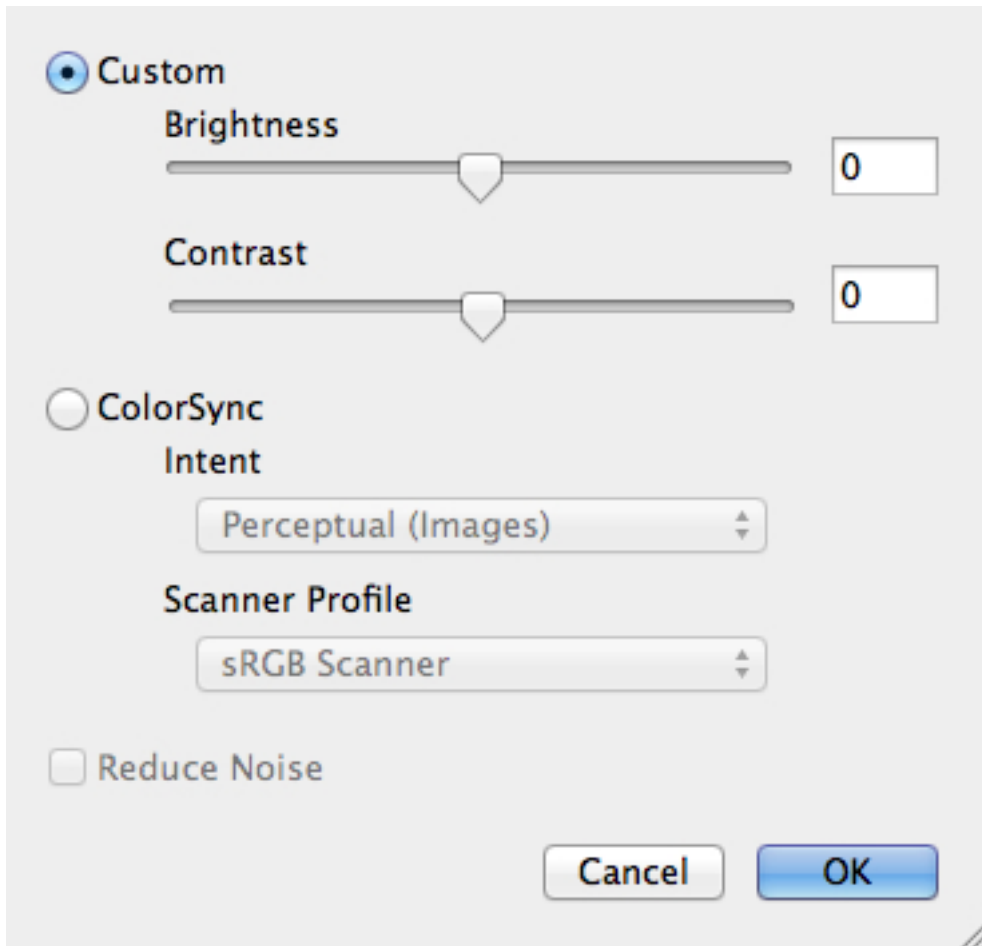 Custom
Brightness
0
Contrast
0
ColorSync
Intent
Perceptual (Images)
Scanner Profile
sRGB Scanner
Reduce Noise
Cancel OK